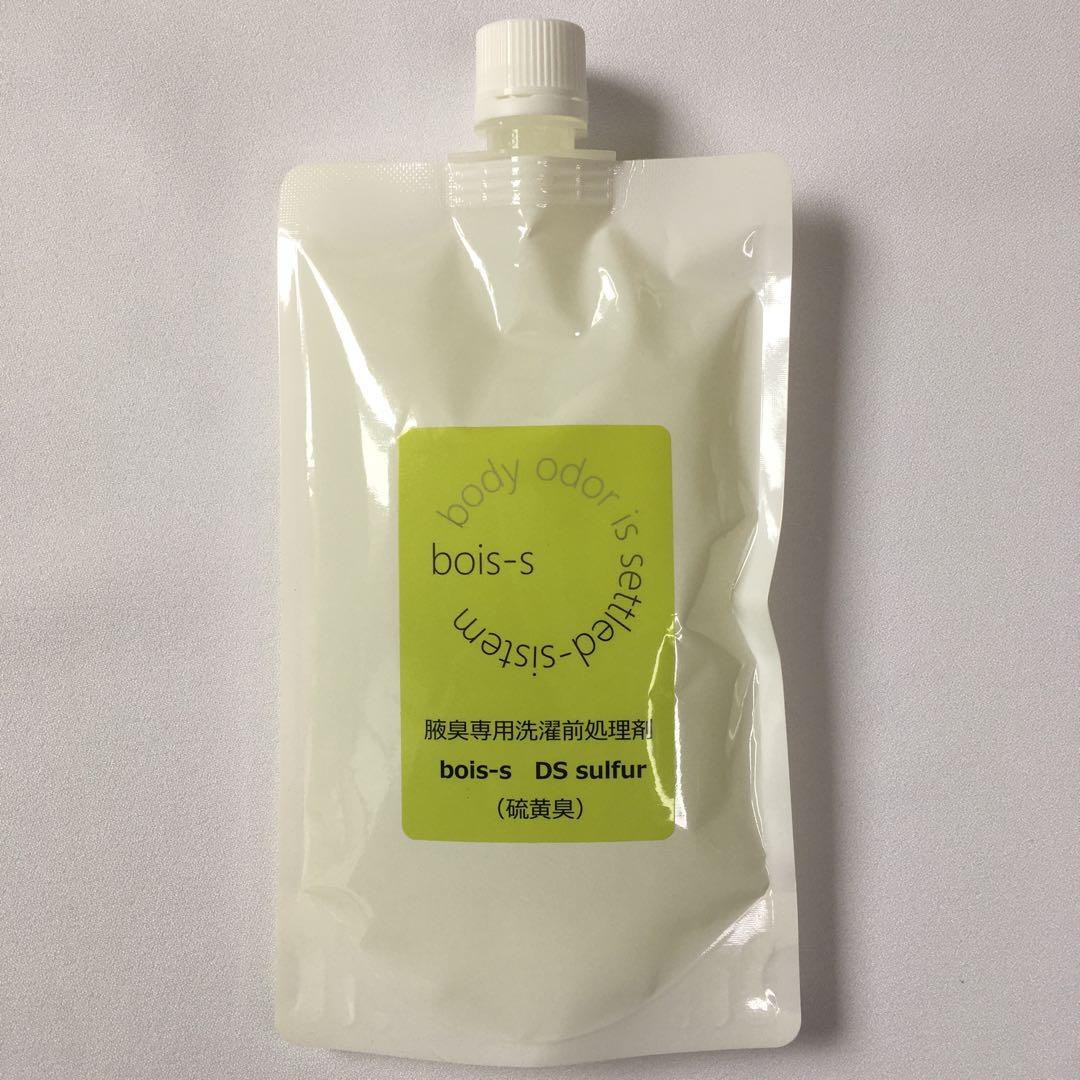 body odor is settled-sistem
bois-s
腋臭専用洗濯前処理剤
bois-s DS sulfur
（硫黄臭）